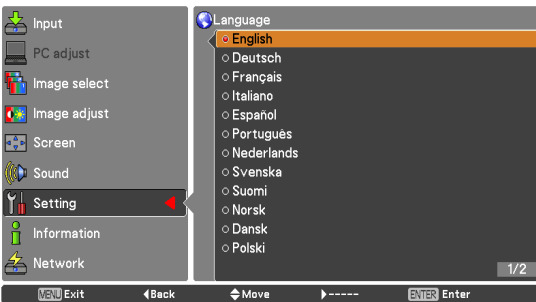 Input
PC adjust
Image select
Image adjust
Screen
Sound
Setting
Information
Network
Language
English
Deutsch
Français
Italiano
Español
Português
Nederlands
Svenska
Suomi
Norsk
Dansk
Polski
1/2
MENU Exit
Back
Move
-----
ENTER Enter